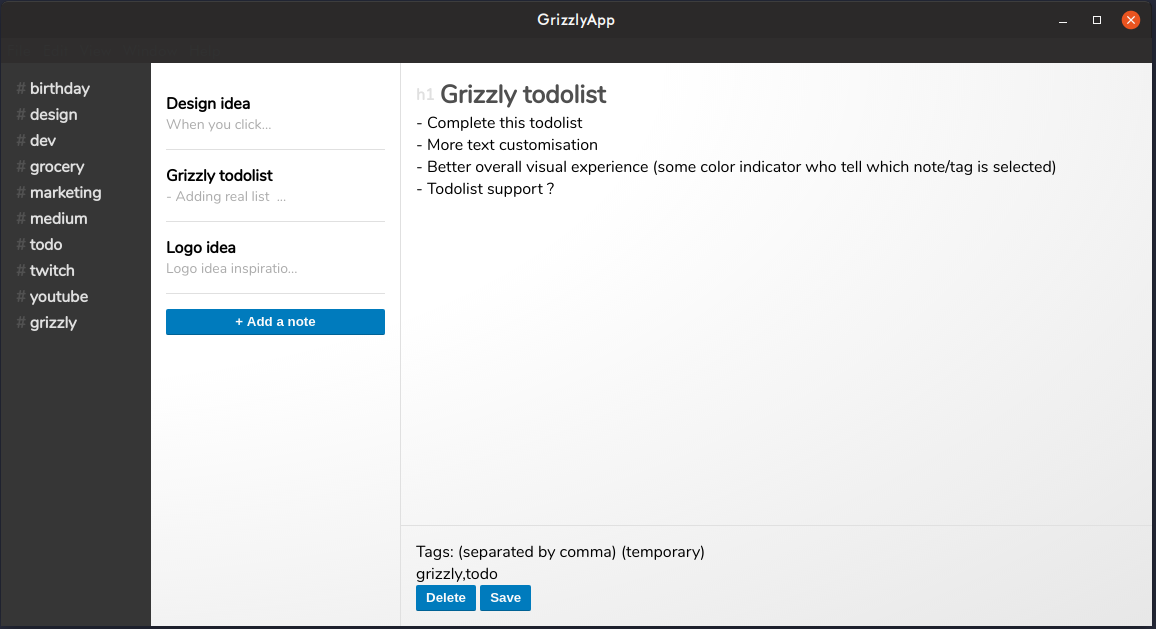 GrizzlyApp
# birthday
# design
# dev
# grocery
# marketing
# medium
# todo
# twitch
# youtube
# grizzly
Design idea
When you click...
Grizzly todolist
- Adding real list ...
Logo idea
Logo idea inspiratio...
+ Add a note
h1 Grizzly todolist
- Complete this todolist
- More text customisation
- Better overall visual experience (some color indicator who tell which note/tag is selected)
- Todolist support ?
Tags: (separated by comma) (temporary)
grizzly,todo
Delete Save